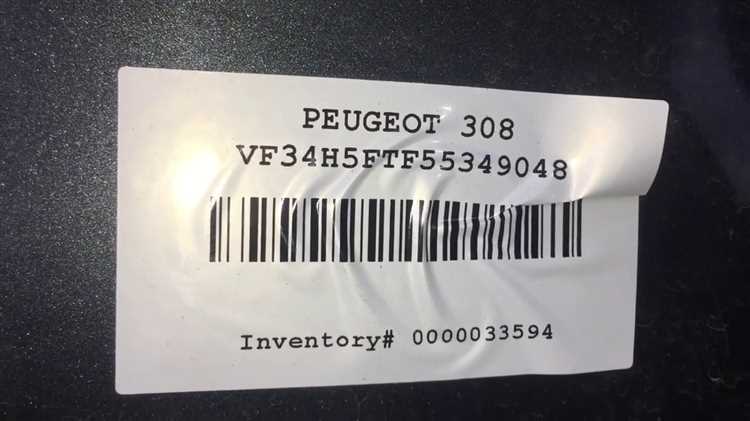 PEUGEOT 308
VF34H5FTF55349048
Inventory# 0000033594